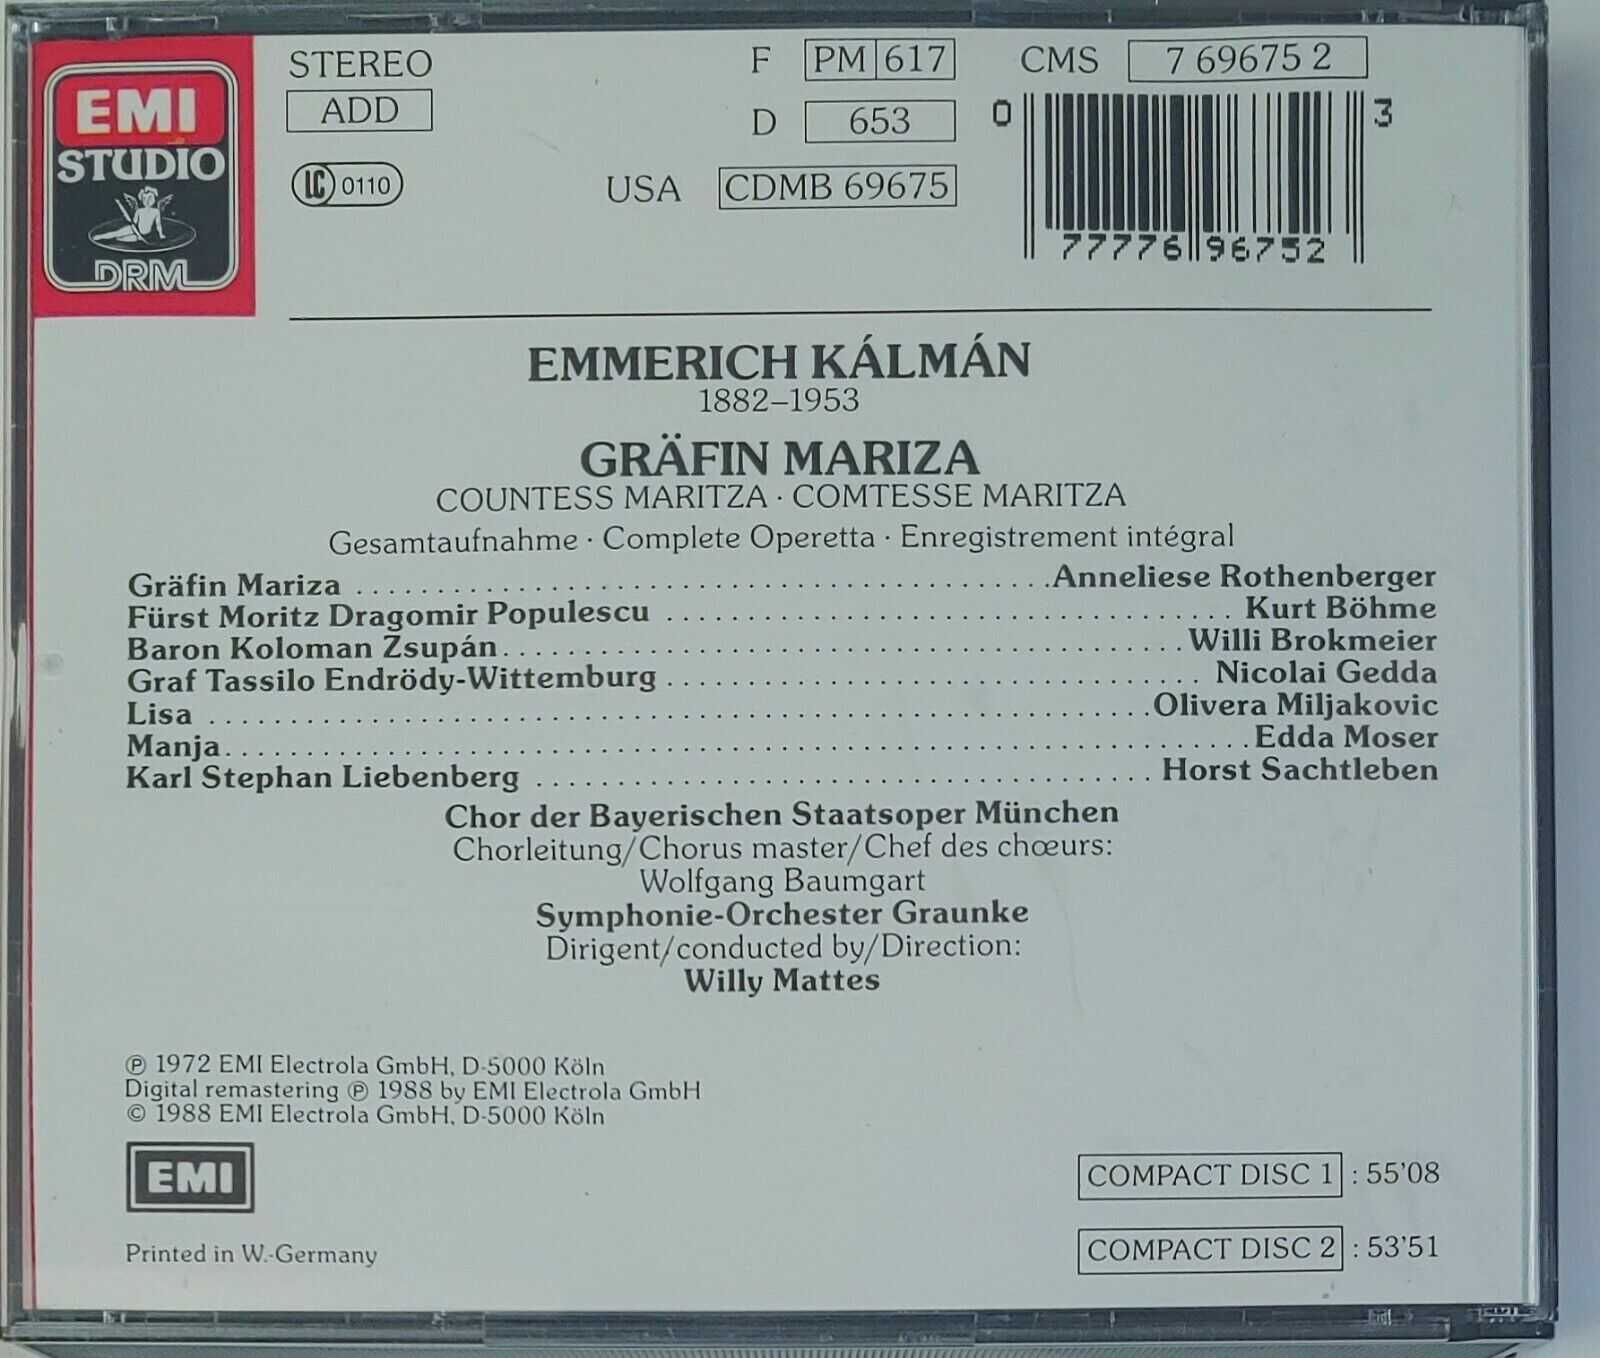 EMI
STUDIO
DRM
STEREO
ADD
LC 0110
F PM 617
D 653
USA CDMB 69675
CMS 7 69675 2
0 77776 96752 3
EMMERICH KÁLMÁN
1882–1953
GRÄFIN MARIZA
COUNTESS MARITZA · COMTESSE MARITZA
Gesamtaufnahme · Complete Operetta · Enregistrement intégral
Gräfin Mariza . . . . . . . . . . Anneliese Rothenberger
Fürst Moritz Dragomir Populescu . . . . . . . . . . Kurt Böhme
Baron Koloman Zsupán . . . . . . . . . . Willi Brokmeier
Graf Tassilo Endrödy-Wittemburg . . . . . . . . . . Nicolai Gedda
Lisa . . . . . . . . . . Olivera Miljakovic
Manja . . . . . . . . . . Edda Moser
Karl Stephan Liebenberg . . . . . . . . . . Horst Sachtleben
Chor der Bayerischen Staatsoper München
Chorleitung/Chorus master/Chef des chœurs:
Wolfgang Baumgart
Symphonie-Orchester Graunke
Dirigent/conducted by/Direction:
Willy Mattes
℗ 1972 EMI Electrola GmbH, D-5000 Köln
Digital remastering ℗ 1988 by EMI Electrola GmbH
© 1988 EMI Electrola GmbH, D-5000 Köln
EMI
Printed in W.-Germany
COMPACT DISC 1 : 55'08
COMPACT DISC 2 : 53'51